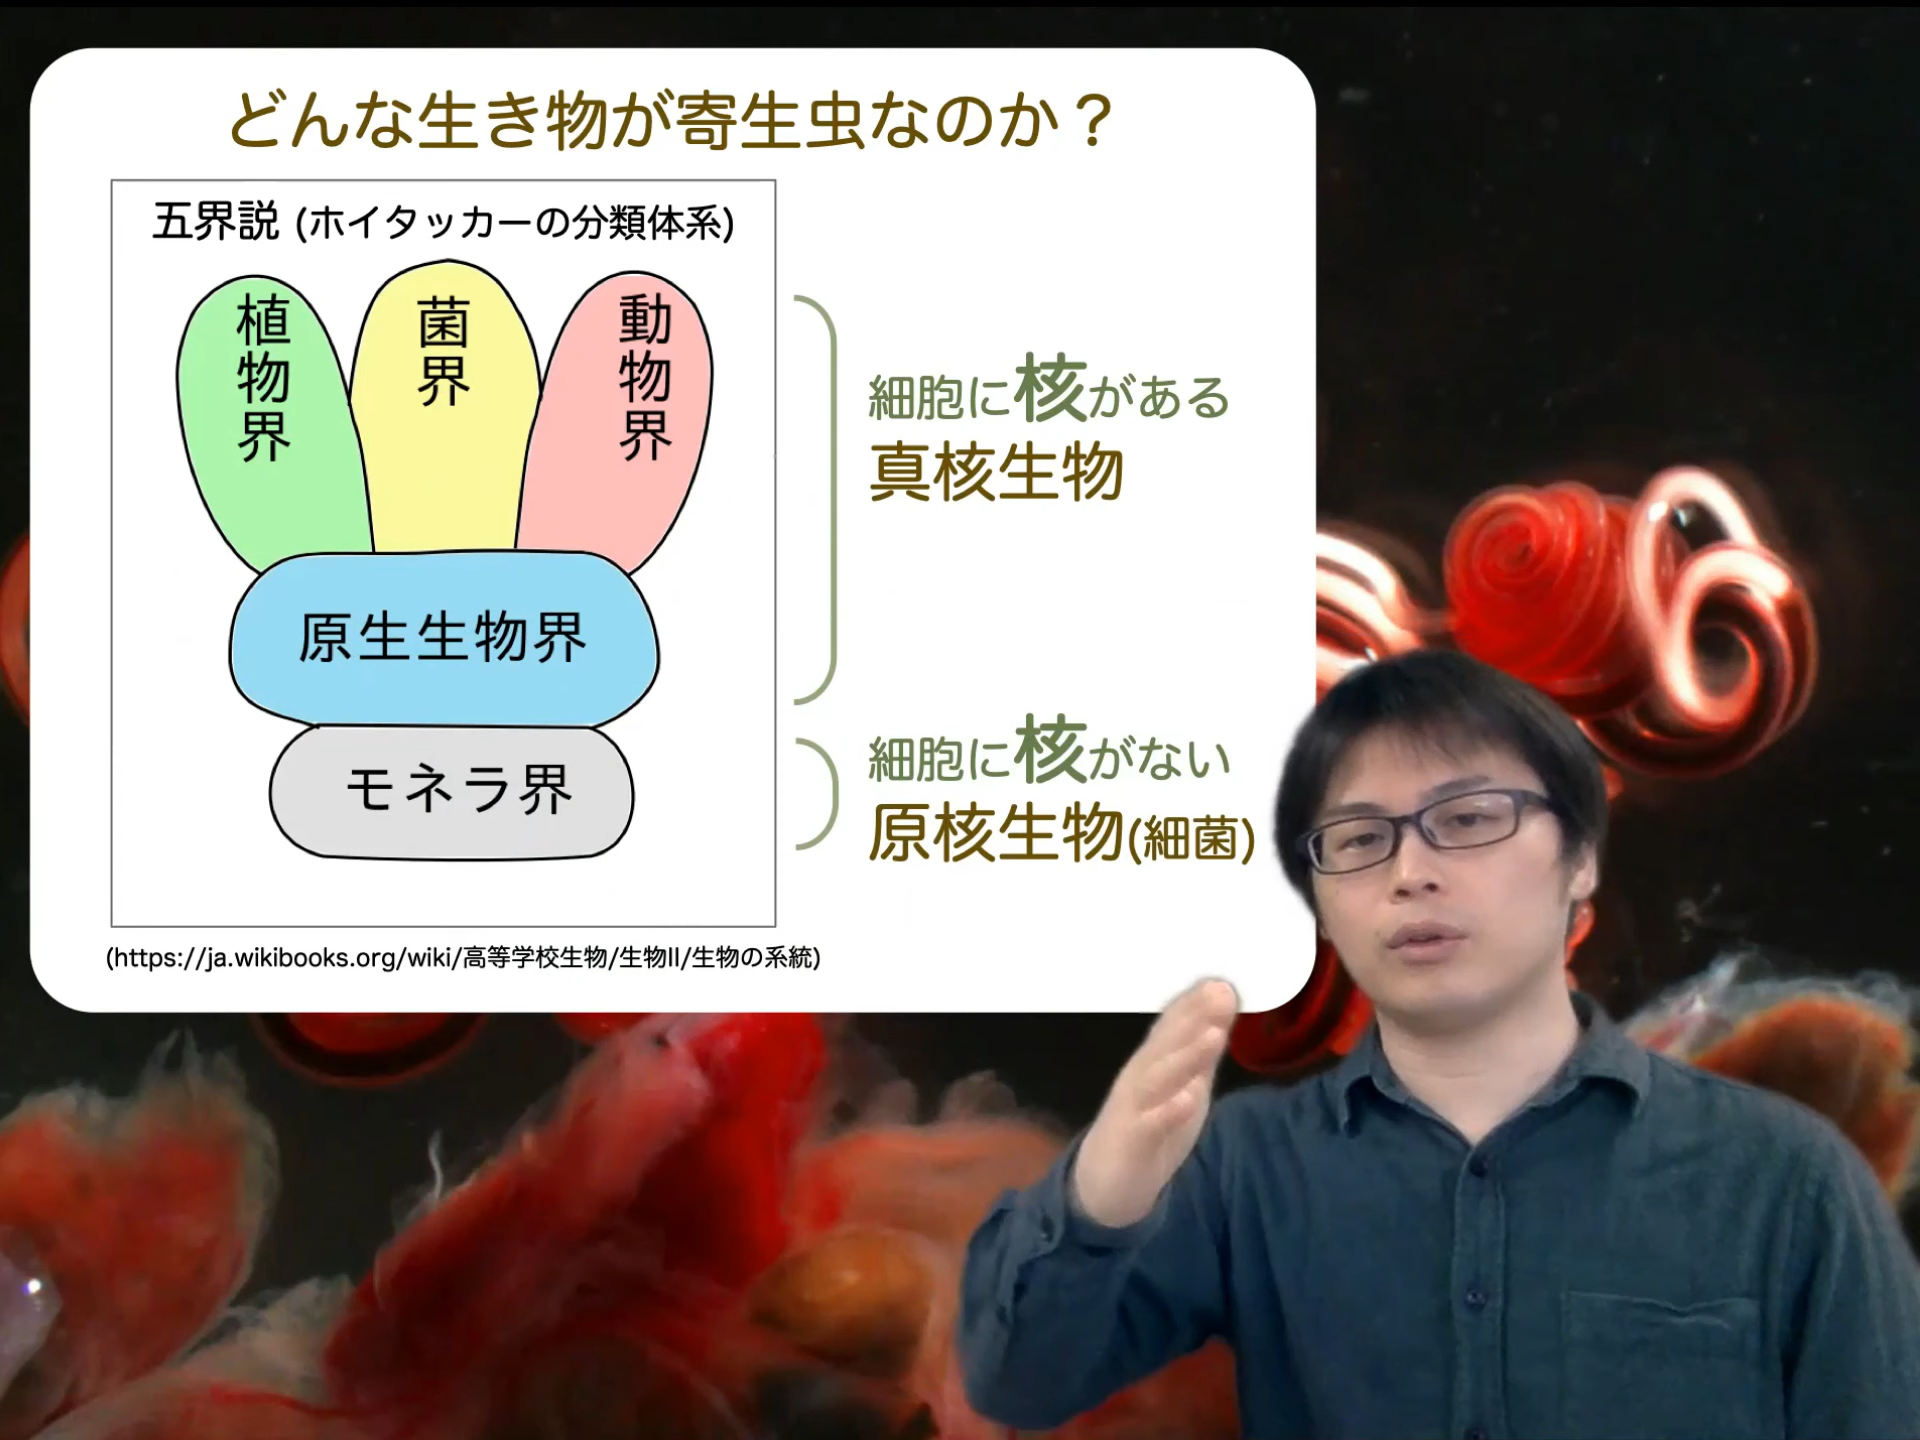 どんな生き物が寄生虫なのか？
五界説 (ホイタッカーの分類体系)
植物界
菌界
動物界
原生生物界
モネラ界
細胞に核がある
真核生物
細胞に核がない
原核生物(細菌)
(https://ja.wikibooks.org/wiki/高等学校生物/生物II/生物の系統)